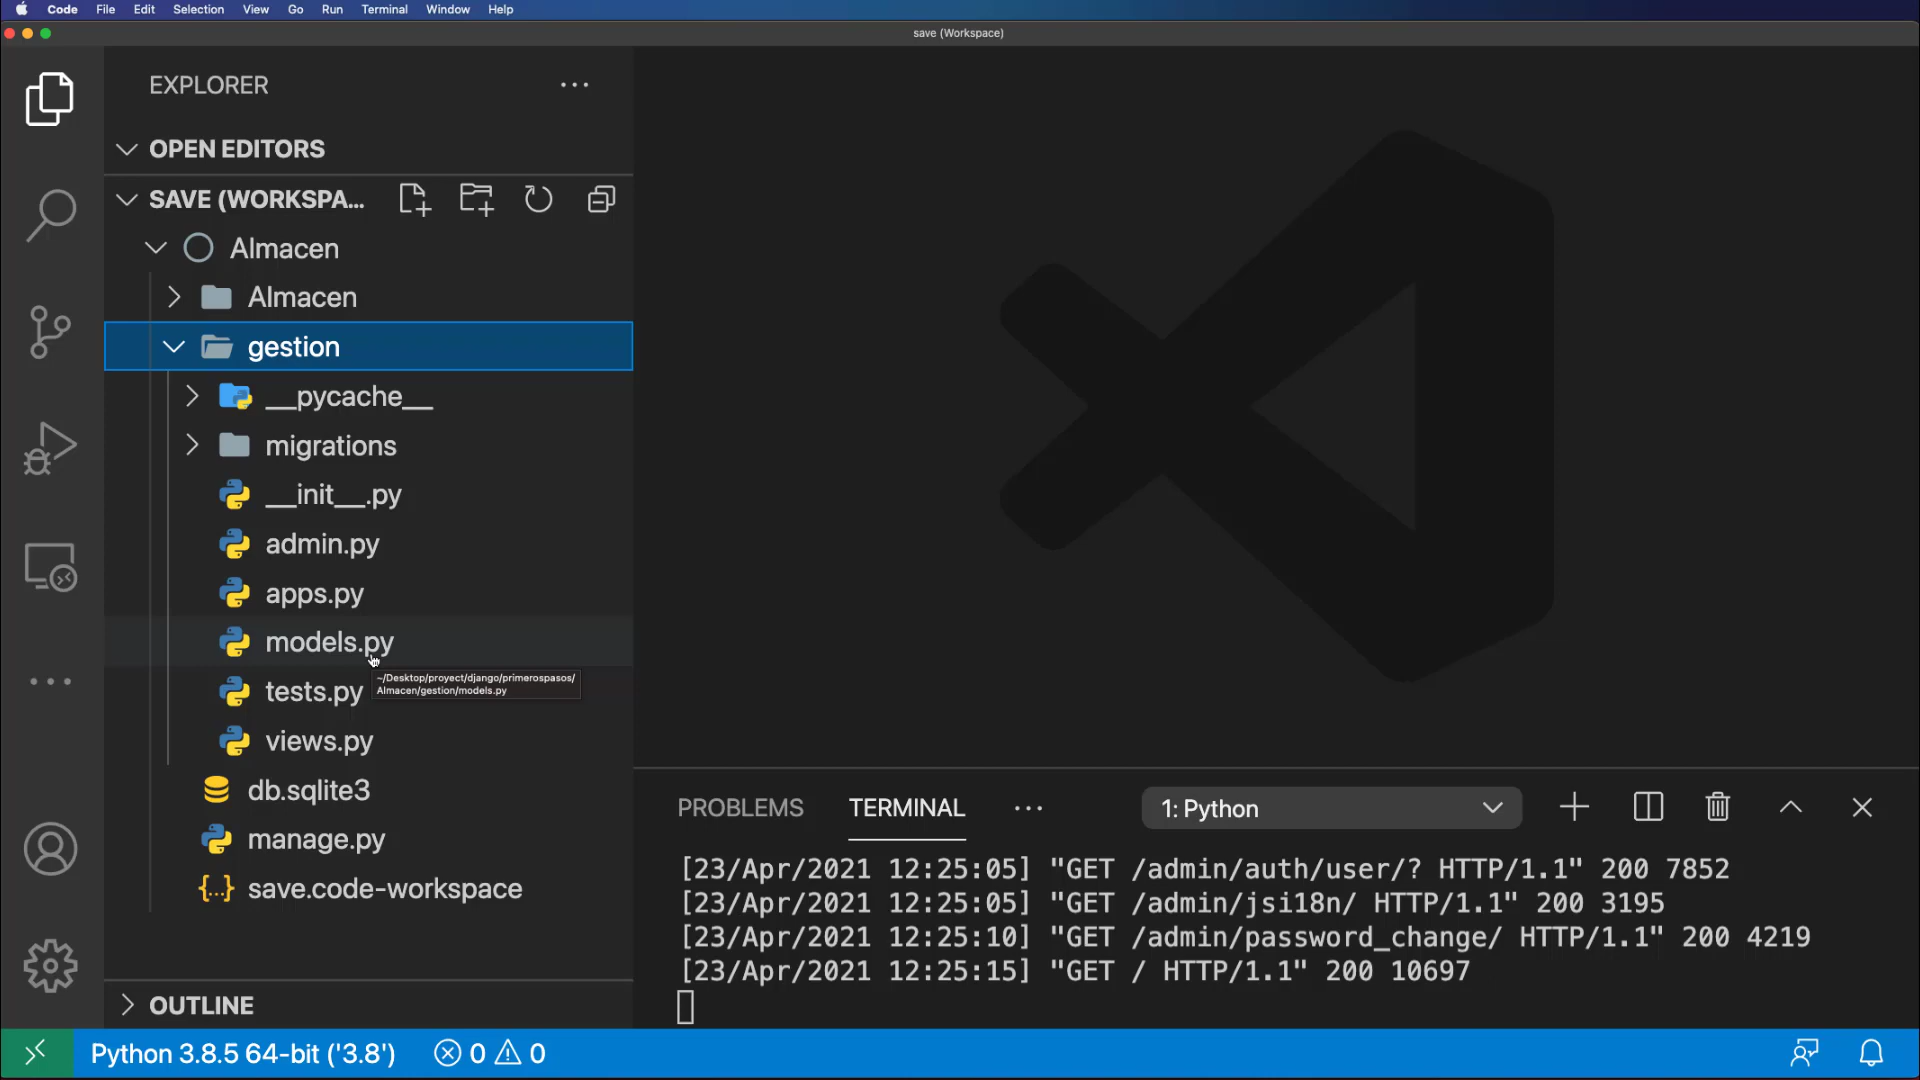 Code File Edit Selection View Go Run Terminal Window Help
save (Workspace)
EXPLORER
OPEN EDITORS
SAVE (WORKSPA...
Almacen
Almacen
gestion
__pycache__
migrations
__init__.py
admin.py
apps.py
models.py
~/Desktop/proyect/django/primerospasos/
Almacen/gestion/models.py
tests.py
views.py
db.sqlite3
manage.py
{..} save.code-workspace
OUTLINE
PROBLEMS TERMINAL ... 1: Python
[23/Apr/2021 12:25:05] "GET /admin/auth/user/? HTTP/1.1" 200 7852
[23/Apr/2021 12:25:05] "GET /admin/jsi18n/ HTTP/1.1" 200 3195
[23/Apr/2021 12:25:10] "GET /admin/password_change/ HTTP/1.1" 200 4219
[23/Apr/2021 12:25:15] "GET / HTTP/1.1" 200 10697
Python 3.8.5 64-bit ('3.8') 0 0